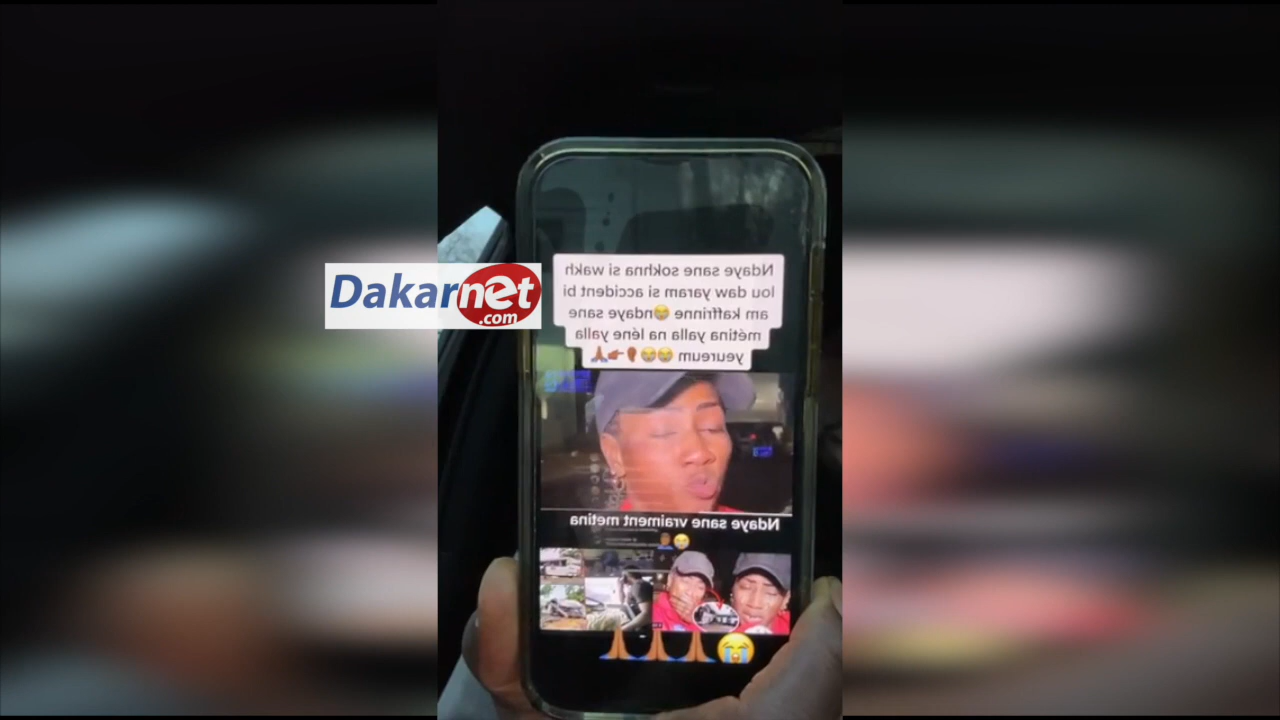 Dakarnet
.com
Ndaye sane sokhna si wakh
lou daw yaram si accident bi
am kaffrinne 😭ndaye sane
métina yalla na léne yalla
yeureum 😭😭👂🏾👉🏾🙏🏾
Ndaye sane vraiment metina
😭
🙏🏾🙏🏾🙏🏾😭